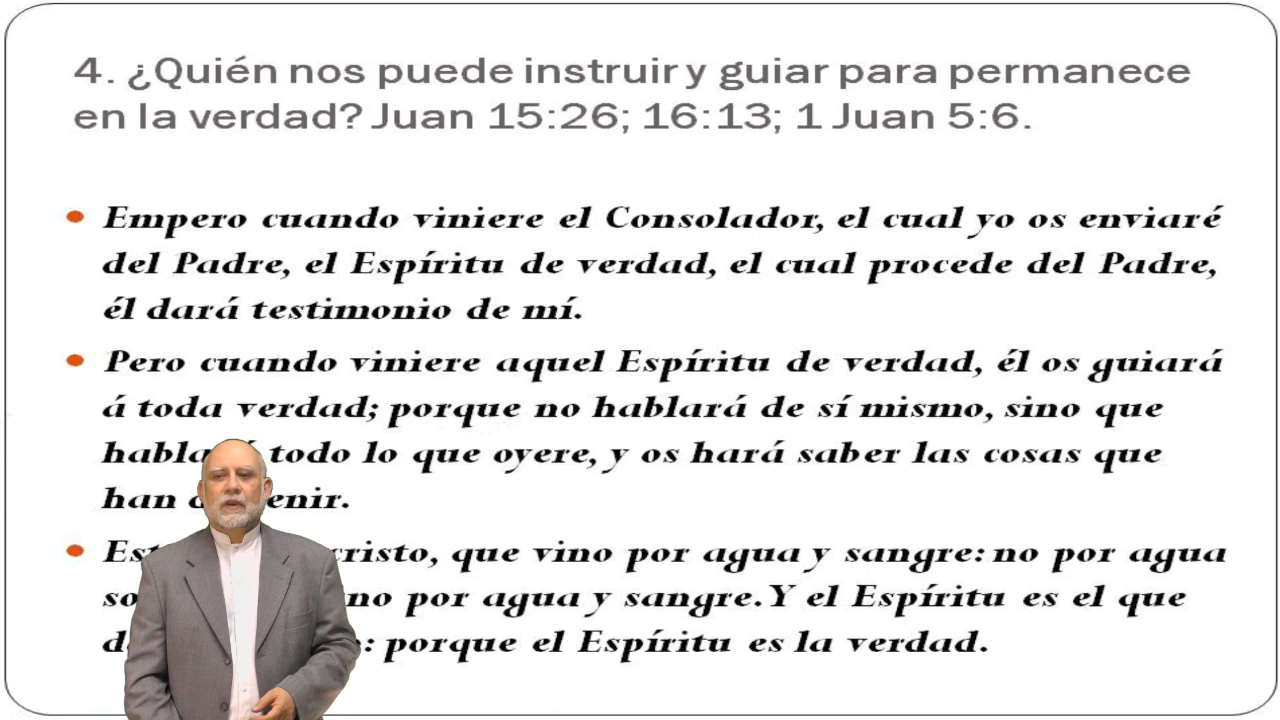 4. ¿Quién nos puede instruir y guiar para permanece
en la verdad? Juan 15:26; 16:13; 1 Juan 5:6.
Empero cuando viniere el Consolador, el cual yo os enviaré
del Padre, el Espíritu de verdad, el cual procede del Padre,
él dará testimonio de mí.
Pero cuando viniere aquel Espíritu de verdad, él os guiará
á toda verdad; porque no hablará de sí mismo, sino que
todo lo que oyere, y os hará saber las cosas que
han
que vino por agua y sangre: no por agua
por agua y sangre. Y el Espíritu es el que
porque el Espíritu es la verdad.